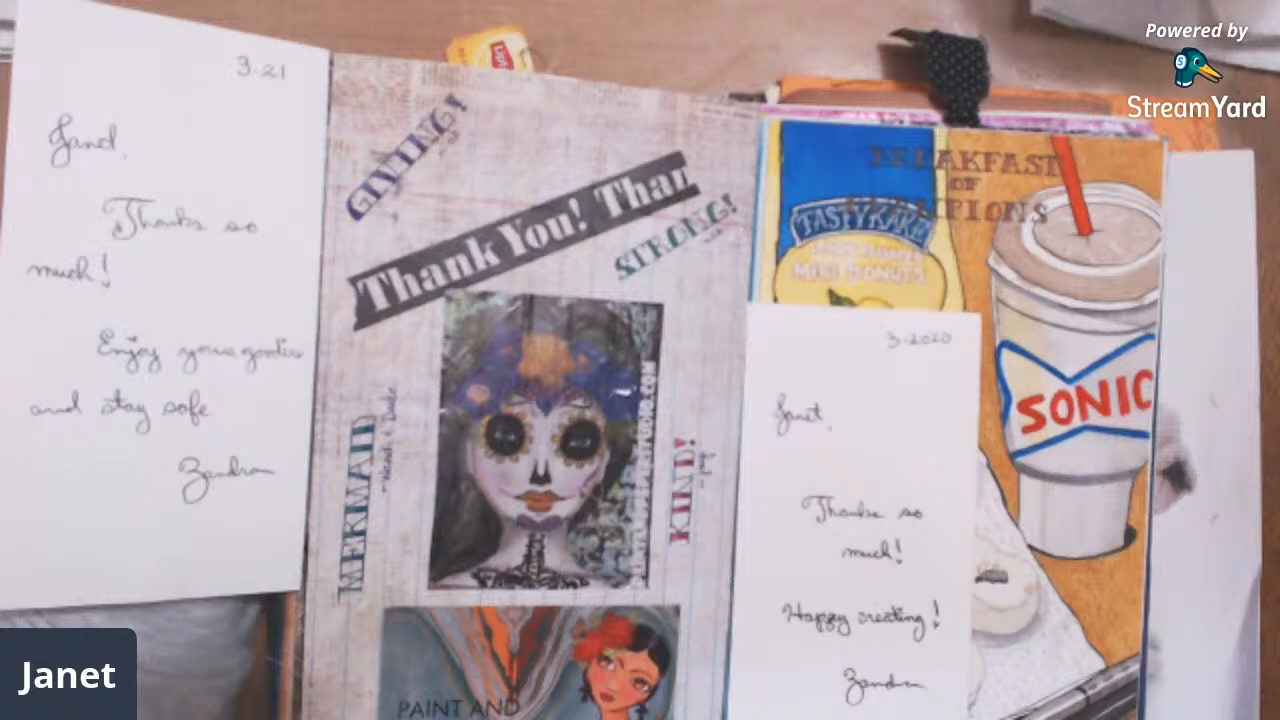 Powered by
StreamYard
3-21
Janet,
Thanks so
much!
Enjoy your goodies
and stay safe
Zandra
Lipton
GIVING!
Thank You! Than
STRONG!
MERMAID
KIND!
PAINT AND
BREAKFAST
OF
CHAMPIONS
TASTYKAKE
MINI DONUTS
SONIC
3-2020
Janet,
Thanks so
much!
Happy creating!
Zandra
Janet